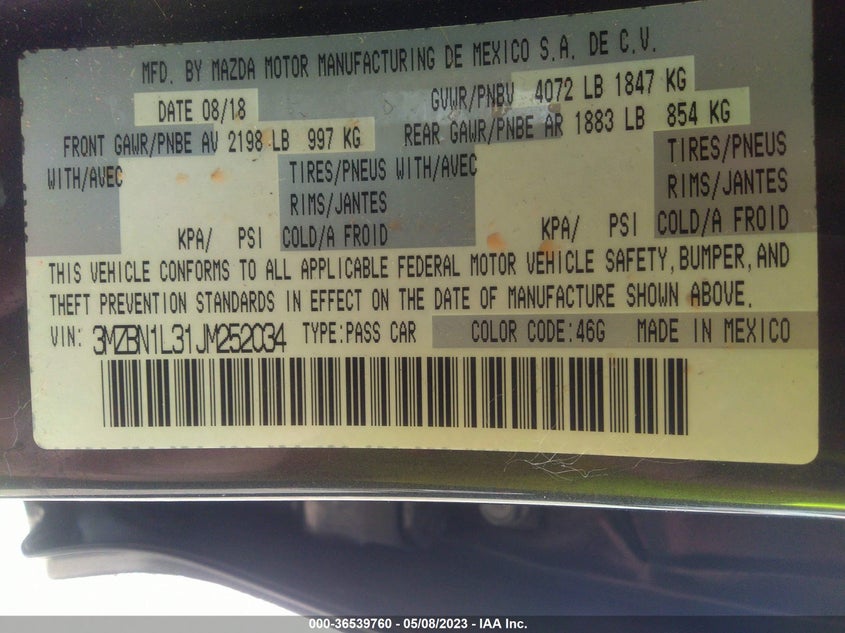 MFD. BY MAZDA MOTOR MANUFACTURING DE MEXICO S.A. DE C.V.
DATE 08/18 GVWR/PNBV 4072 LB 1847 KG
FRONT GAWR/PNBE AV 2198 LB 997 KG REAR GAWR/PNBE AR 1883 LB 854 KG
WITH/AVEC TIRES/PNEUS WITH/AVEC TIRES/PNEUS
RIMS/JANTES RIMS/JANTES
KPA/ PSI COLD/A FROID KPA/ PSI COLD/A FROID
THIS VEHICLE CONFORMS TO ALL APPLICABLE FEDERAL MOTOR VEHICLE SAFETY, BUMPER, AND
THEFT PREVENTION STANDARDS IN EFFECT ON THE DATE OF MANUFACTURE SHOWN ABOVE.
VIN: 3MZBN1L31JM252034 TYPE:PASS CAR COLOR CODE:46G MADE IN MEXICO
000-36539760 - 05/08/2023 - IAA Inc.